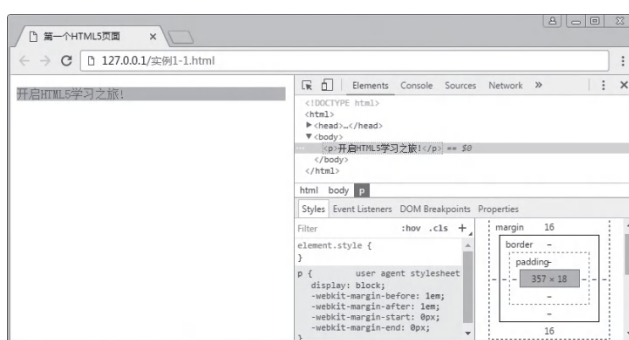 第一个HTML5页面
127.0.0.1/实例1-1.html
开启HTML5学习之旅!
Elements Console Sources Network »
<!DOCTYPE html>
<html>
▶<head>…</head>
▼<body>
<p>开启HTML5学习之旅!</p> == $0
</body>
</html>
html body p
Styles Event Listeners DOM Breakpoints Properties
Filter :hov .cls +
element.style {
}
p { user agent stylesheet
display: block;
-webkit-margin-before: 1em;
-webkit-margin-after: 1em;
-webkit-margin-start: 0px;
-webkit-margin-end: 0px;
}
margin 16
border -
padding-
- - 357 × 18 - -
-
-
16